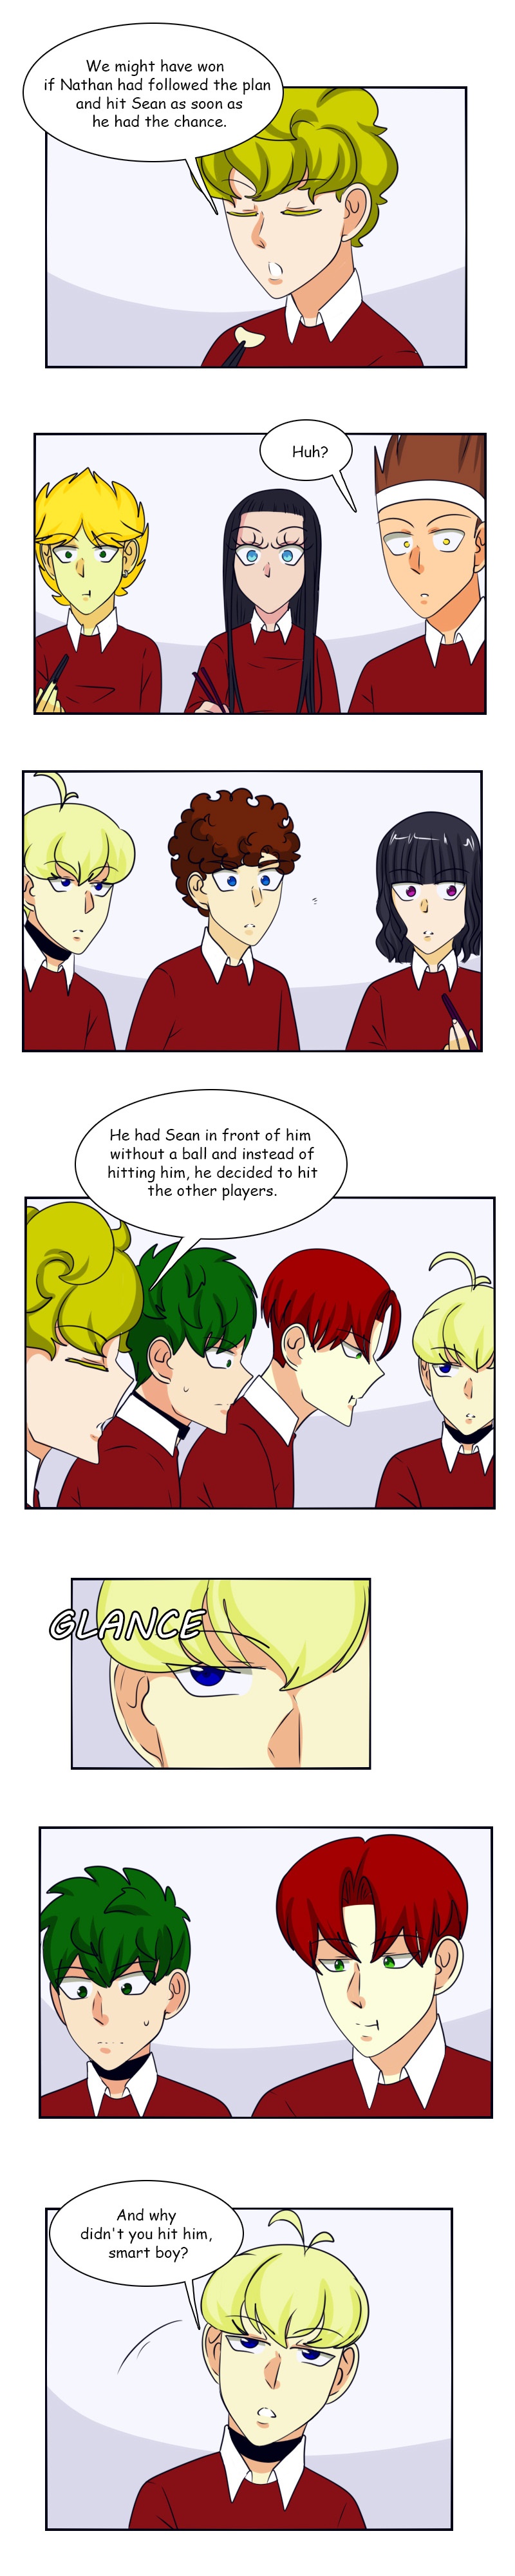 We might have won
if Nathan had followed the plan
and hit Sean as soon as
he had the chance.
Huh?
He had Sean in front of him
without a ball and instead of
hitting him, he decided to hit
the other players.
GLANCE
And why
didn't you hit him,
smart boy?